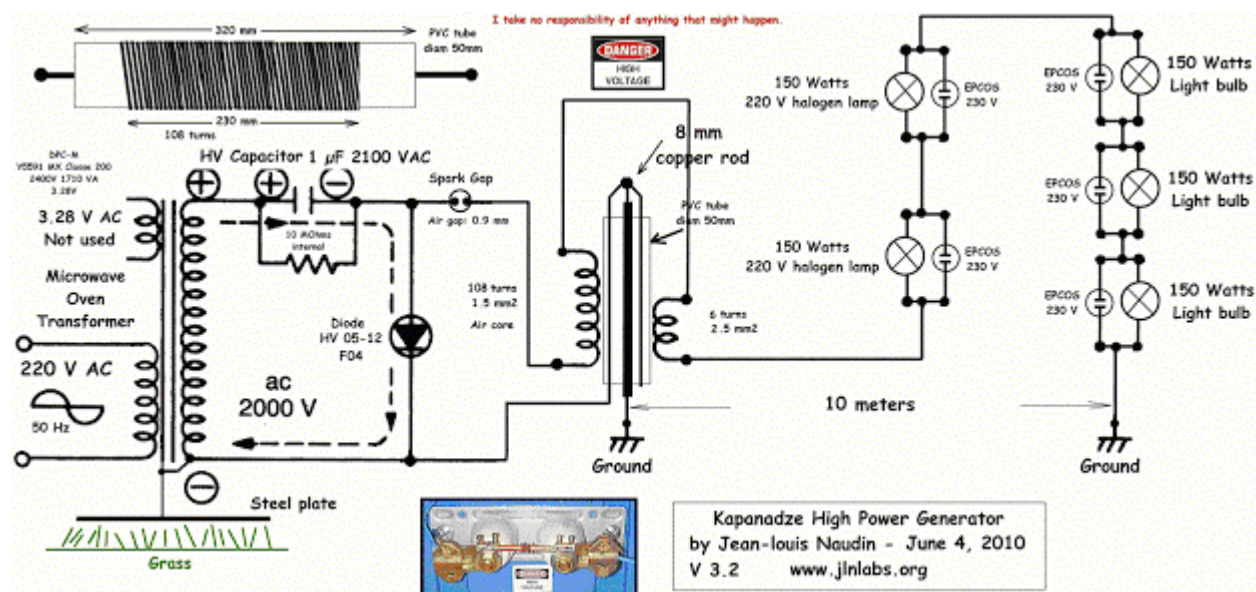 I take no responsibility of anything that might happen.
320 mm
PVC tube
diam 50mm
230 mm
108 turns
DANGER
HIGH
VOLTAGE
150 Watts
220 V halogen lamp
EPCOS
230 V
EPCOS
230 V
150 Watts
Light bulb
8 mm
copper rod
HV Capacitor 1 µF 2100 VAC
2400V 1710 VA
3.28V
3.28 V AC
Not used
10 MOhms
internal
Spark Gap
Air gap: 0.9 mm
PVC tube
diam 50mm
150 Watts
220 V halogen lamp
EPCOS
230 V
EPCOS
230 V
150 Watts
Light bulb
Microwave
Oven
Transformer
108 turns
1.5 mm2
Air core
6 turns
2.5 mm2
EPCOS
230 V
150 Watts
Light bulb
Diode
HV 05-12
F04
220 V AC
50 Hz
ac
2000 V
10 meters
Ground
Ground
Steel plate
Grass
Kapanadze High Power Generator
by Jean-louis Naudin - June 4, 2010
V 3.2 www.jlnlabs.org